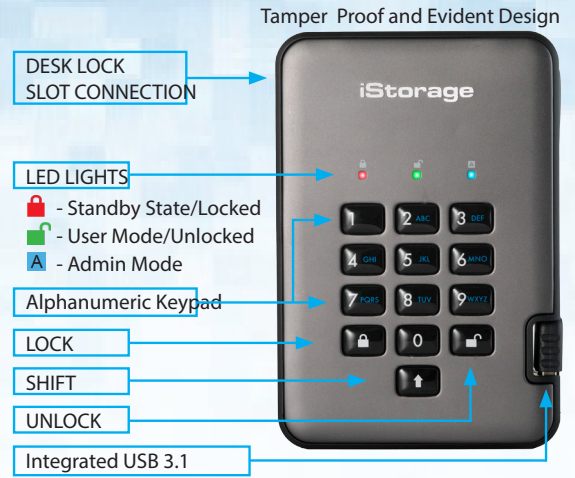 Tamper Proof and Evident Design
DESK LOCK
SLOT CONNECTION
iStorage
LED LIGHTS
A
- Standby State/Locked
- User Mode/Unlocked
A - Admin Mode
1
2 ABC
3 DEF
4 GHI
5 JKL
6 MNO
Alphanumeric Keypad
7 PQRS
8 TUV
9 WXYZ
LOCK
0
SHIFT
UNLOCK
Integrated USB 3.1